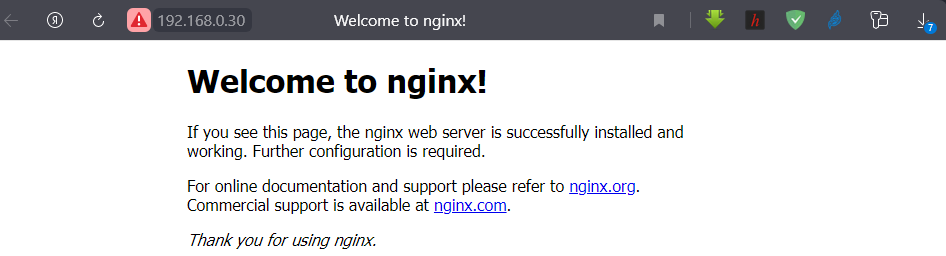 Я 192.168.0.30 Welcome to nginx! h 7
Welcome to nginx!
If you see this page, the nginx web server is successfully installed and
working. Further configuration is required.
For online documentation and support please refer to nginx.org.
Commercial support is available at nginx.com.
Thank you for using nginx.